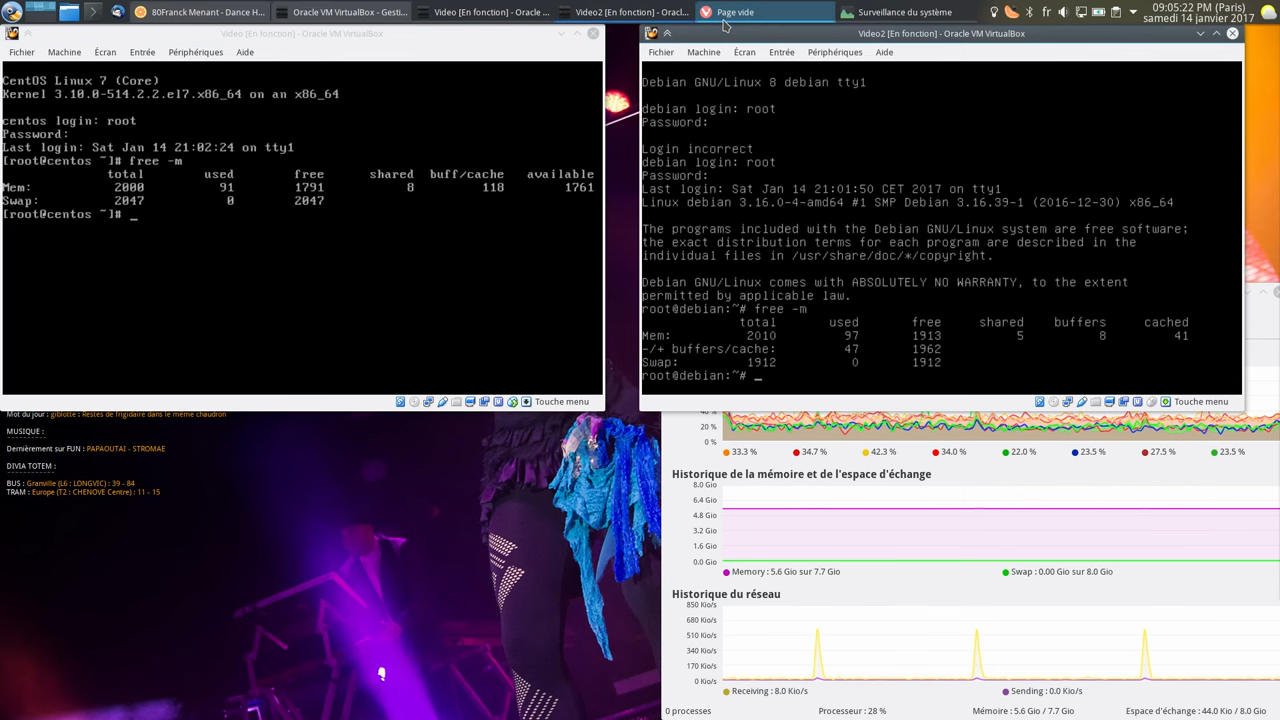 80Franck Menant - Dance H...
Oracle VM VirtualBox - Gesti...
Video [En fonction] - Oracle ...
Video2 [En fonction] - Oracl...
Page vide
Surveillance du système
fr
09:05:22 PM (Paris)
samedi 14 janvier 2017
Video [En fonction] - Oracle VM VirtualBox
Fichier Machine Écran Entrée Périphériques Aide
CentOS Linux 7 (Core)
Kernel 3.10.0-514.2.2.el7.x86_64 on an x86_64
centos login: root
Password:
Last login: Sat Jan 14 21:02:24 on tty1
[root@centos ~]# free -m
total used free shared buff/cache available
Mem: 2000 91 1791 8 118 1761
Swap: 2047 0 2047
[root@centos ~]# _
Touche menu
Video2 [En fonction] - Oracle VM VirtualBox
Fichier Machine Écran Entrée Périphériques Aide
Debian GNU/Linux 8 debian tty1
debian login: root
Password:
Login incorrect
debian login: root
Password:
Last login: Sat Jan 14 21:01:50 CET 2017 on tty1
Linux debian 3.16.0-4-amd64 #1 SMP Debian 3.16.39-1 (2016-12-30) x86_64
The programs included with the Debian GNU/Linux system are free software;
the exact distribution terms for each program are described in the
individual files in /usr/share/doc/*/copyright.
Debian GNU/Linux comes with ABSOLUTELY NO WARRANTY, to the extent
permitted by applicable law.
root@debian:~# free -m
total used free shared buffers cached
Mem: 2010 97 1913 5 8 41
-/+ buffers/cache: 47 1962
Swap: 1912 0 1912
root@debian:~# _
Touche menu
Mot du jour : giblotte : Restes de frigidaire dans le même chaudron
MUSIQUE :
Dernièrement sur FUN : PAPAOUTAI - STROMAE
DIVIA TOTEM :
BUS : Granville (L6 : LONGVIC) : 39 - 84
TRAM : Europe (T2 : CHENOVE Centre) : 11 - 15
20 %
0 %
33.3 % 34.7 % 42.3 % 34.0 % 22.0 % 23.5 % 27.5 % 23.5 %
Historique de la mémoire et de l'espace d'échange
8.0 Gio
6.4 Gio
4.8 Gio
3.2 Gio
1.6 Gio
0.0 Gio
Memory : 5.6 Gio sur 7.7 Gio
Swap : 0.00 Gio sur 8.0 Gio
Historique du réseau
850 Kio/s
680 Kio/s
510 Kio/s
340 Kio/s
170 Kio/s
0 Kio/s
Receiving : 8.0 Kio/s
Sending : 0.0 Kio/s
0 processes
Processeur : 28 %
Mémoire : 5.6 Gio / 7.7 Gio
Espace d'échange : 44.0 Kio / 8.0 Gio